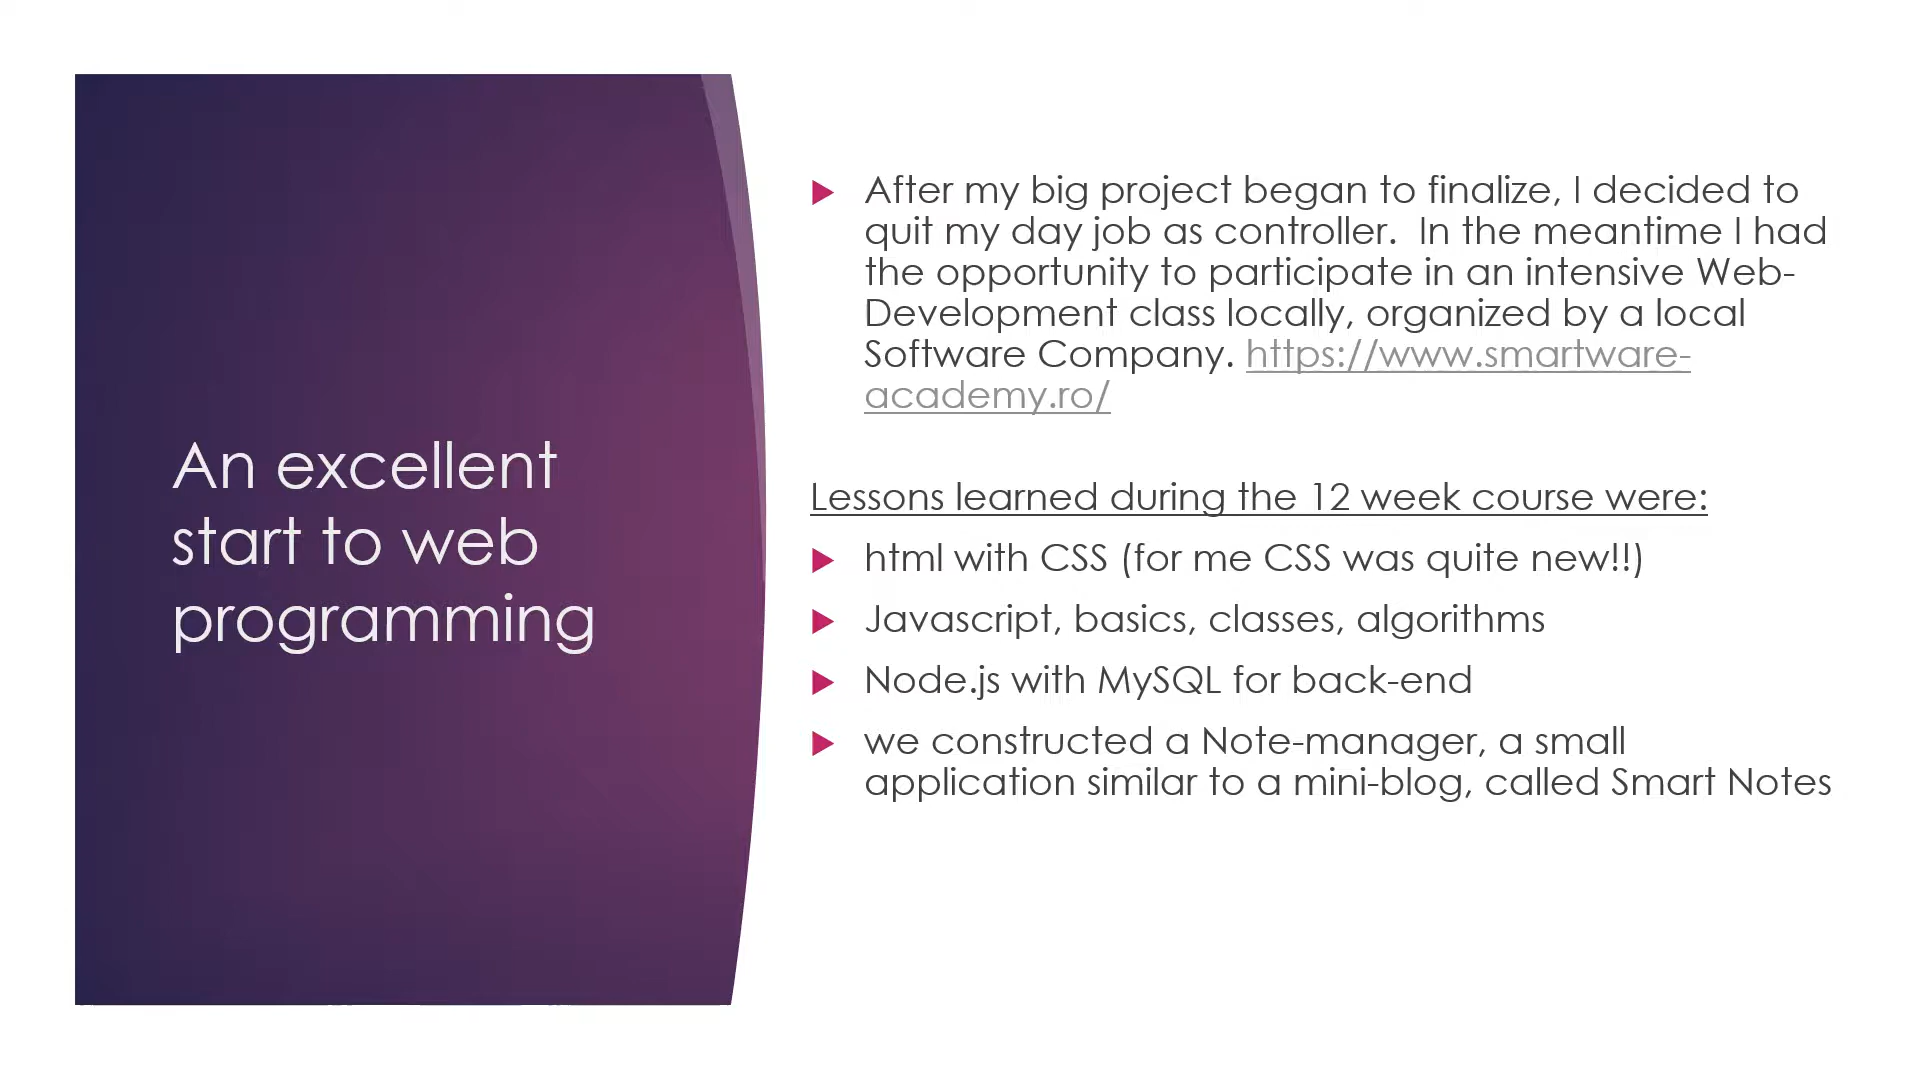 An excellent
start to web
programming
After my big project began to finalize, I decided to
quit my day job as controller.  In the meantime I had
the opportunity to participate in an intensive Web-
Development class locally, organized by a local
Software Company. https://www.smartware-
academy.ro/
Lessons learned during the 12 week course were:
html with CSS (for me CSS was quite new!!)
Javascript, basics, classes, algorithms
Node.js with MySQL for back-end
we constructed a Note-manager, a small
application similar to a mini-blog, called Smart Notes